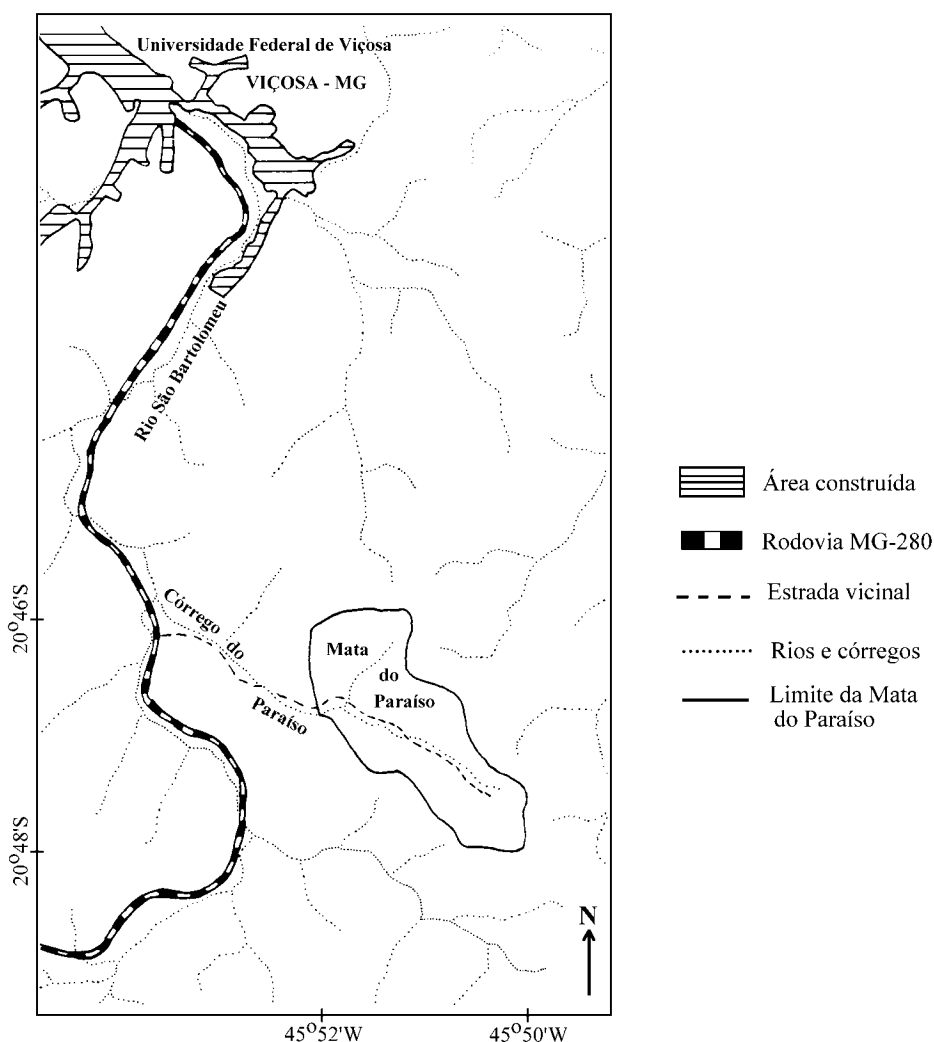 Universidade Federal de Viçosa
VIÇOSA - MG
Rio São Bartolomeu
Área construída
Rodovia MG-280
Estrada vicinal
Rios e córregos
Limite da Mata
do Paraíso
20°46'S
Córrego do
Paraíso
Mata
do
Paraíso
20°48'S
N
45°52'W
45°50'W